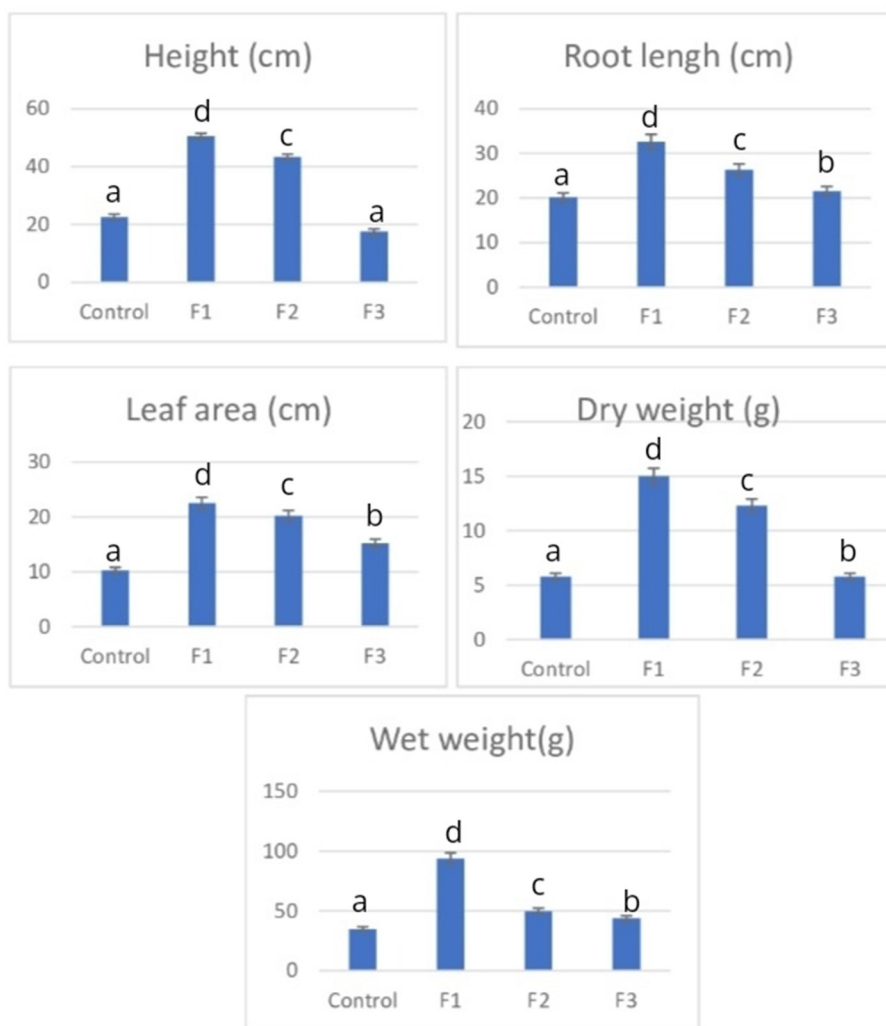 Height (cm)
60
40
20
0
a
d
c
a
Control F1 F2 F3
Root lengh (cm)
40
30
20
10
0
a
d
c
b
Control F1 F2 F3
Leaf area (cm)
30
20
10
0
a
d
c
b
Control F1 F2 F3
Dry weight (g)
20
15
10
5
0
a
d
c
b
Control F1 F2 F3
Wet weight(g)
150
100
50
0
a
d
c
b
Control F1 F2 F3